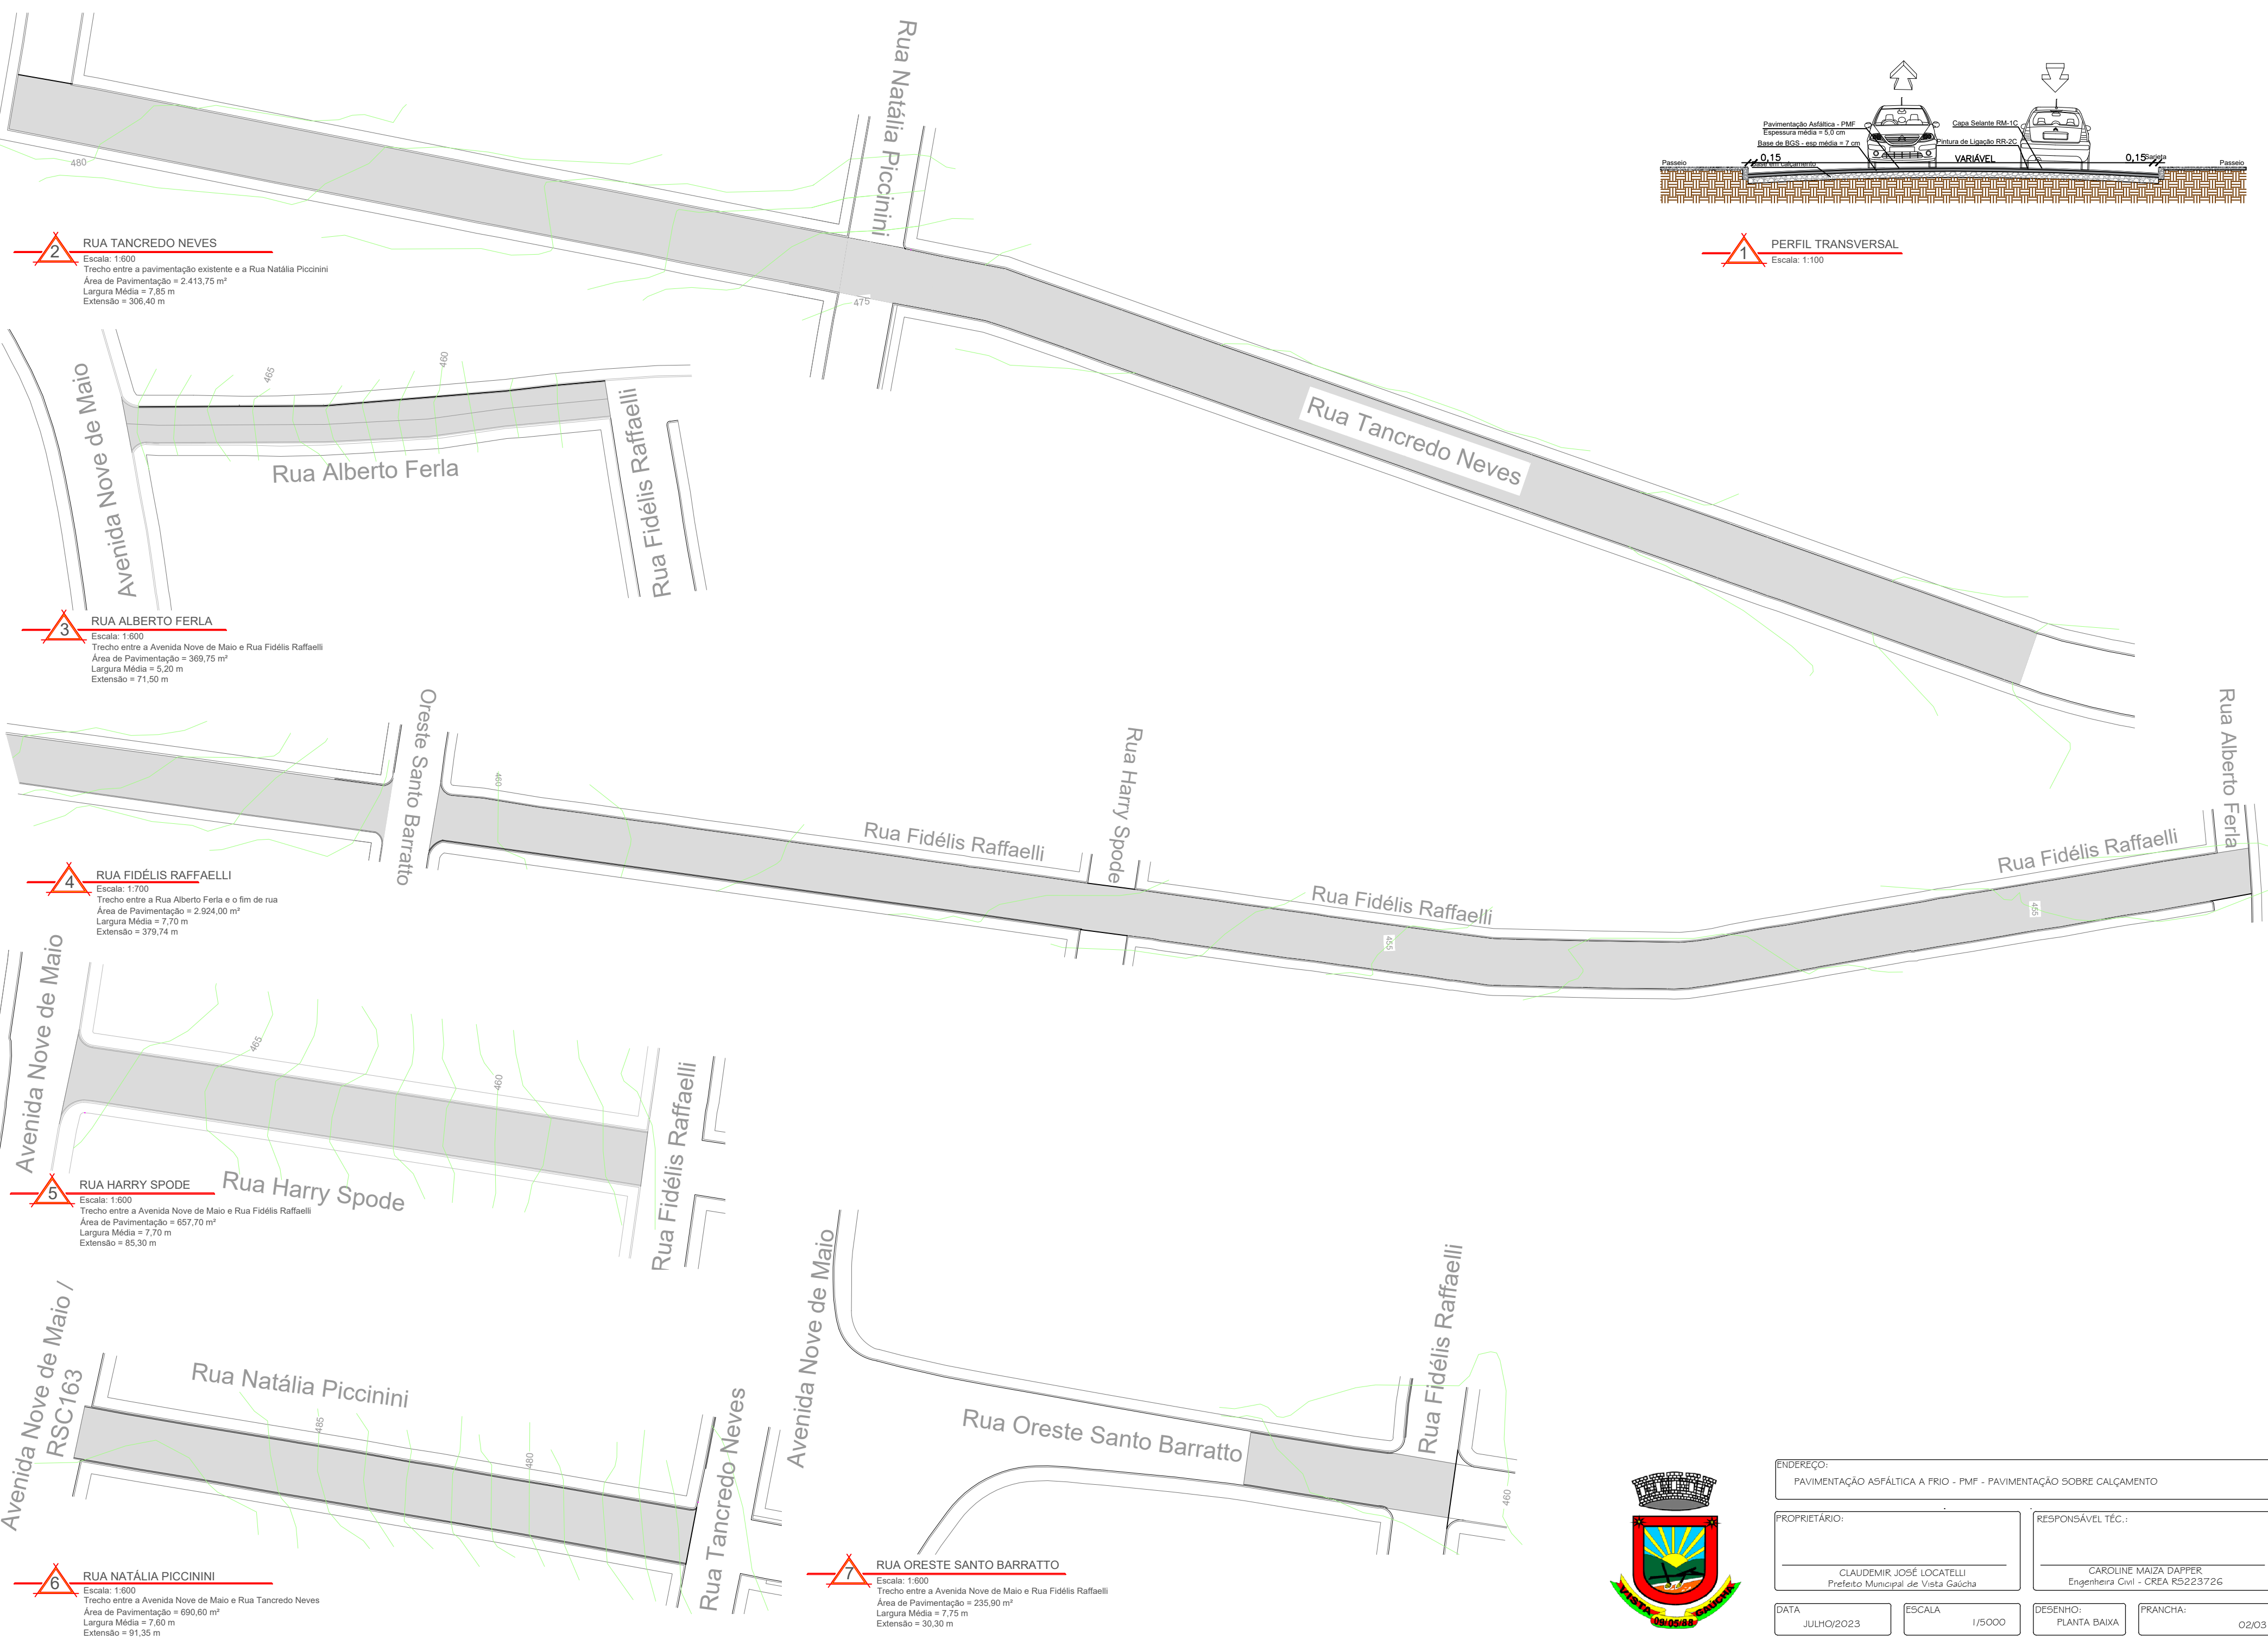 Rua Natália Piccinini
480
475
Rua Tancredo Neves
2
RUA TANCREDO NEVES
Escala: 1:600
Trecho entre a pavimentação existente e a Rua Natália Piccinini
Área de Pavimentação = 2.413,75 m²
Largura Média = 7,85 m
Extensão = 306,40 m
Pavimentação Asfáltica - PMF
Espessura média = 5,0 cm
Base de BGS - esp média = 7 cm
Base em calçamento
Capa Selante RM-1C
Pintura de Ligação RR-2C
Passeio
0,15
VARIÁVEL
0,15
Sarjeta
Passeio
1
PERFIL TRANSVERSAL
Escala: 1:100
Avenida Nove de Maio
465
460
Rua Alberto Ferla
Rua Fidélis Raffaelli
3
RUA ALBERTO FERLA
Escala: 1:600
Trecho entre a Avenida Nove de Maio e Rua Fidélis Raffaelli
Área de Pavimentação = 369,75 m²
Largura Média = 5,20 m
Extensão = 71,50 m
Oreste Santo Barratto
460
Rua Fidélis Raffaelli
Rua Harry Spode
Rua Fidélis Raffaelli
455
Rua Fidélis Raffaelli
455
Rua Alberto Ferla
4
RUA FIDÉLIS RAFFAELLI
Escala: 1:700
Trecho entre a Rua Alberto Ferla e o fim de rua
Área de Pavimentação = 2.924,00 m²
Largura Média = 7,70 m
Extensão = 379,74 m
Avenida Nove de Maio
465
460
Rua Harry Spode
Rua Fidélis Raffaelli
5
RUA HARRY SPODE
Escala: 1:600
Trecho entre a Avenida Nove de Maio e Rua Fidélis Raffaelli
Área de Pavimentação = 657,70 m²
Largura Média = 7,70 m
Extensão = 85,30 m
Avenida Nove de Maio /
RSC163
Rua Natália Piccinini
485
480
Rua Tancredo Neves
6
RUA NATÁLIA PICCININI
Escala: 1:600
Trecho entre a Avenida Nove de Maio e Rua Tancredo Neves
Área de Pavimentação = 690,60 m²
Largura Média = 7,60 m
Extensão = 91,35 m
Avenida Nove de Maio
Rua Oreste Santo Barratto
Rua Fidélis Raffaelli
460
7
RUA ORESTE SANTO BARRATTO
Escala: 1:600
Trecho entre a Avenida Nove de Maio e Rua Fidélis Raffaelli
Área de Pavimentação = 235,90 m²
Largura Média = 7,75 m
Extensão = 30,30 m
VISTA 09/05/88 GAÚCHA
ENDEREÇO:
PAVIMENTAÇÃO ASFÁLTICA A FRIO - PMF - PAVIMENTAÇÃO SOBRE CALÇAMENTO
PROPRIETÁRIO:
CLAUDEMIR JOSÉ LOCATELLI
Prefeito Municipal de Vista Gaúcha
RESPONSÁVEL TÉC.:
CAROLINE MAIZA DAPPER
Engenheira Civil - CREA RS223726
DATA
JULHO/2023
ESCALA
1/5000
DESENHO:
PLANTA BAIXA
PRANCHA:
02/03